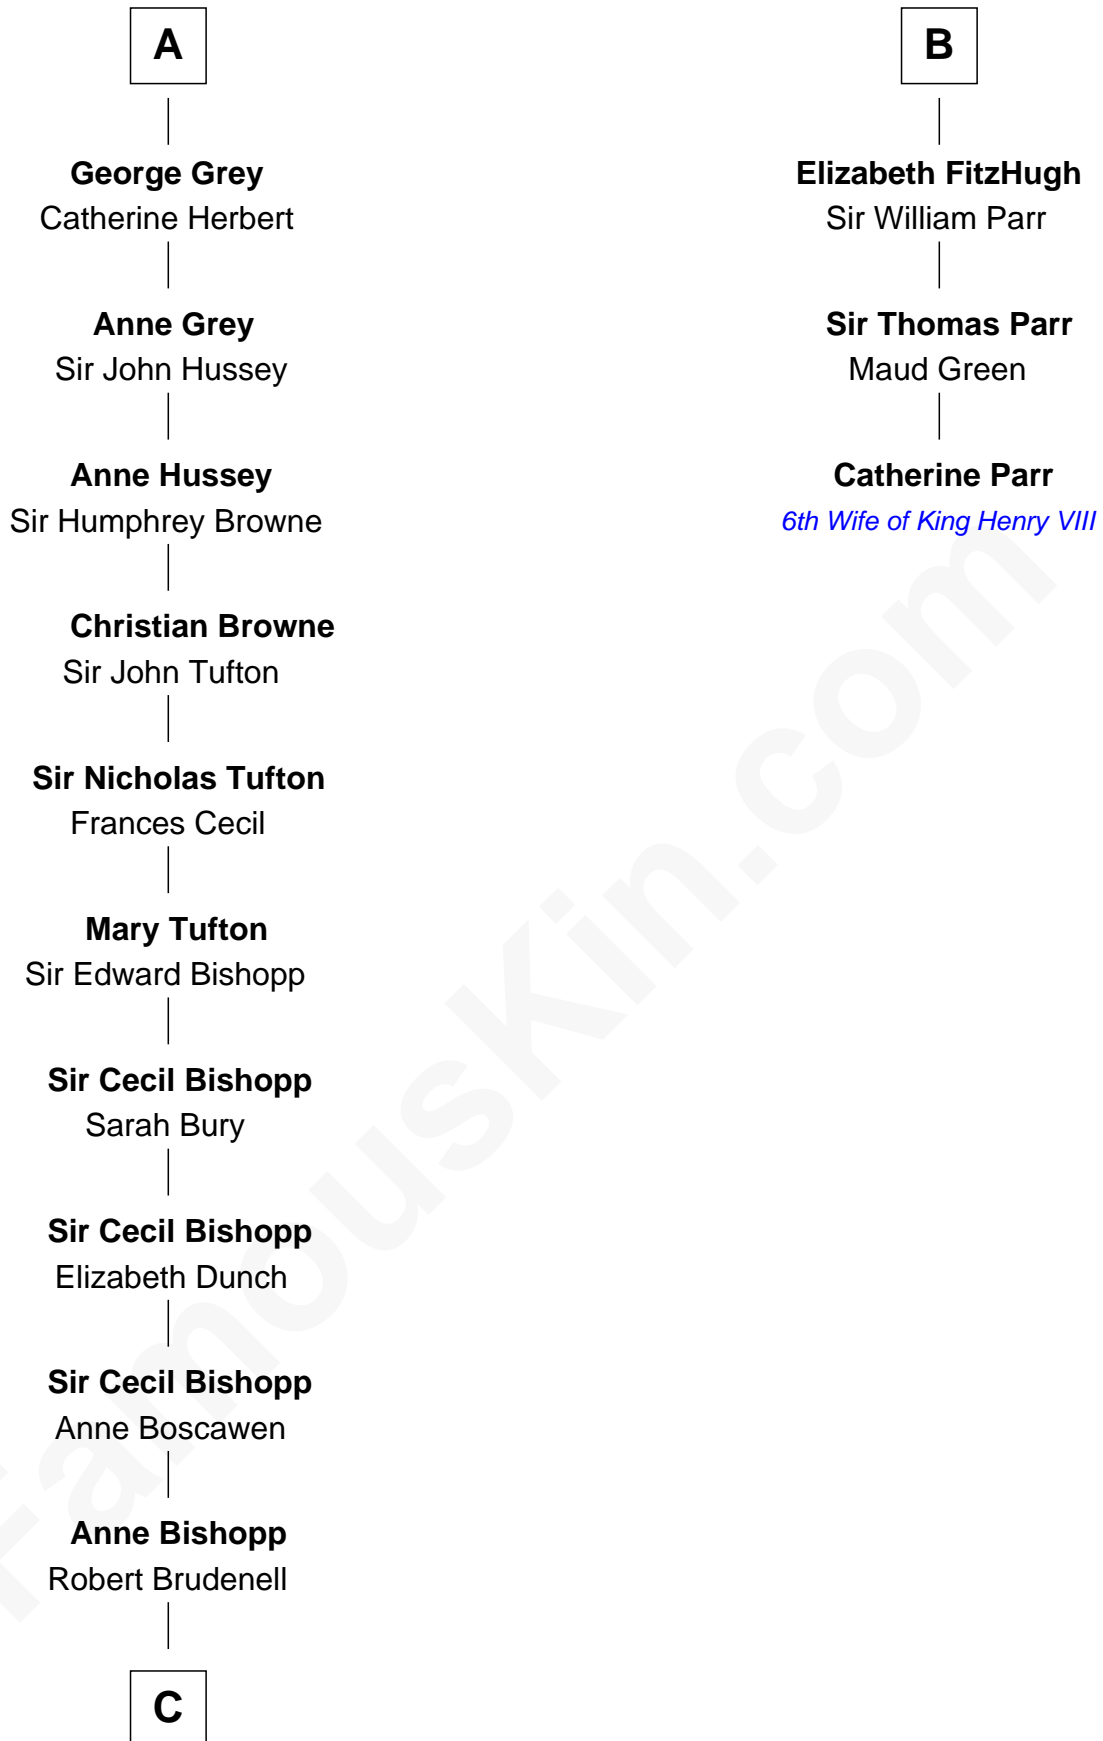 A
George Grey
Catherine Herbert
Anne Grey
Sir John Hussey
Anne Hussey
Sir Humphrey Browne
Christian Browne
Sir John Tufton
Sir Nicholas Tufton
Frances Cecil
Mary Tufton
Sir Edward Bishopp
Sir Cecil Bishopp
Sarah Bury
Sir Cecil Bishopp
Elizabeth Dunch
Sir Cecil Bishopp
Anne Boscawen
Anne Bishopp
Robert Brudenell
C
B
Elizabeth FitzHugh
Sir William Parr
Sir Thomas Parr
Maud Green
Catherine Parr
6th Wife of King Henry VIII
FamousKin.com